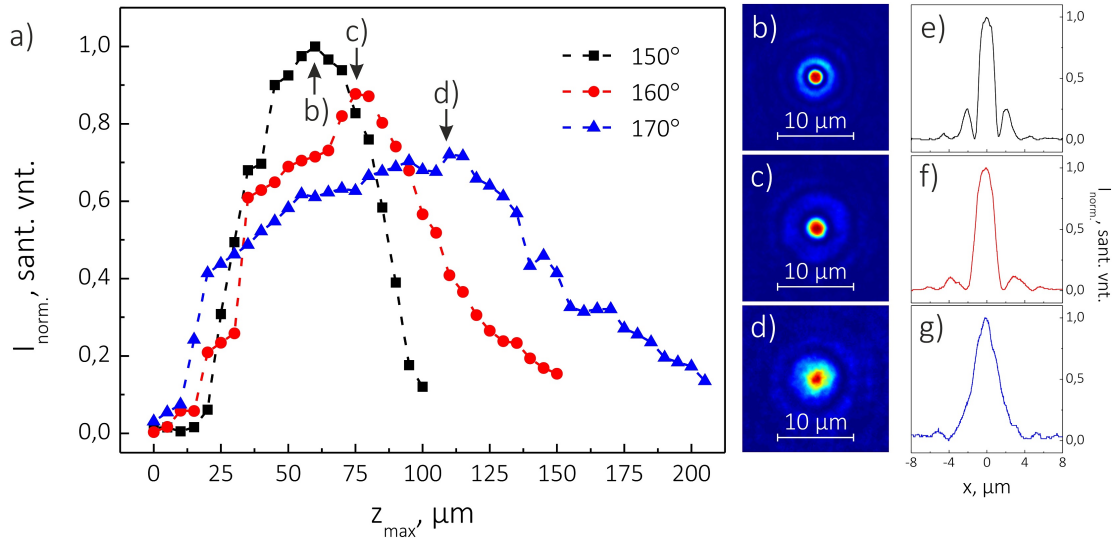 a)
I norm., sant. vnt.
1,0
0,8
0,6
0,4
0,2
0,0
0 25 50 75 100 125 150 175 200
z max, µm
150°
160°
170°
b)
c)
d)
b)
10 µm
c)
10 µm
d)
10 µm
e)
1,0
0,5
0,0
f)
1,0
0,5
0,0
g)
1,0
0,5
0,0
-8 -4 0 4 8
x, µm
I norm., sant. vnt.